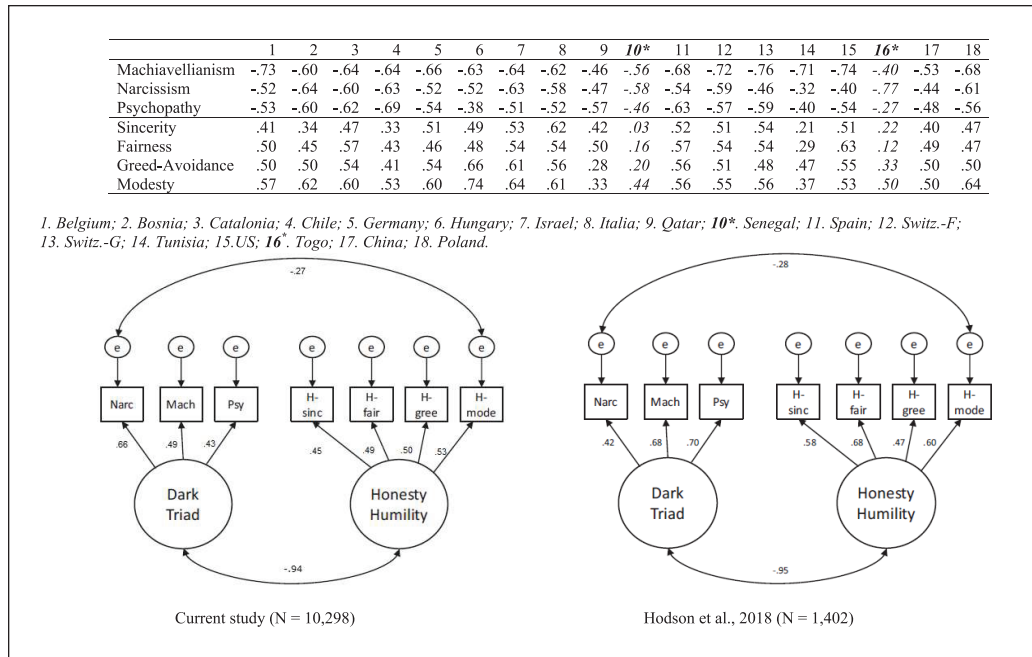 1 2 3 4 5 6 7 8 9 10* 11 12 13 14 15 16* 17 18
Machiavellianism -.73 -.60 -.64 -.64 -.66 -.63 -.64 -.62 -.46 -.56 -.68 -.72 -.76 -.71 -.74 -.40 -.53 -.68
Narcissism -.52 -.64 -.60 -.63 -.52 -.52 -.63 -.58 -.47 -.58 -.54 -.59 -.46 -.32 -.40 -.77 -.44 -.61
Psychopathy -.53 -.60 -.62 -.69 -.54 -.38 -.51 -.52 -.57 -.46 -.63 -.57 -.59 -.40 -.54 -.27 -.48 -.56
Sincerity .41 .34 .47 .33 .51 .49 .53 .62 .42 .03 .52 .51 .54 .21 .51 .22 .40 .47
Fairness .50 .45 .57 .43 .46 .48 .54 .54 .50 .16 .57 .54 .54 .29 .63 .12 .49 .47
Greed-Avoidance .50 .50 .54 .41 .54 .66 .61 .56 .28 .20 .56 .51 .48 .47 .55 .33 .50 .50
Modesty .57 .62 .60 .53 .60 .74 .64 .61 .33 .44 .56 .55 .56 .37 .53 .50 .50 .64
1. Belgium; 2. Bosnia; 3. Catalonia; 4. Chile; 5. Germany; 6. Hungary; 7. Israel; 8. Italia; 9. Qatar; 10*. Senegal; 11. Spain; 12. Switz.-F;
13. Switz.-G; 14. Tunisia; 15.US; 16*. Togo; 17. China; 18. Poland.
-.27
e e e e e e e
Narc Mach Psy H-sinc H-fair H-gree H-mode
.66 .49 .43 .45 .49 .50 .53
Dark
Triad
Honesty
Humility
-.94
Current study (N = 10,298)
-.28
e e e e e e e
Narc Mach Psy H-sinc H-fair H-gree H-mode
.42 .68 .70 .58 .68 .47 .60
Dark
Triad
Honesty
Humility
-.95
Hodson et al., 2018 (N = 1,402)